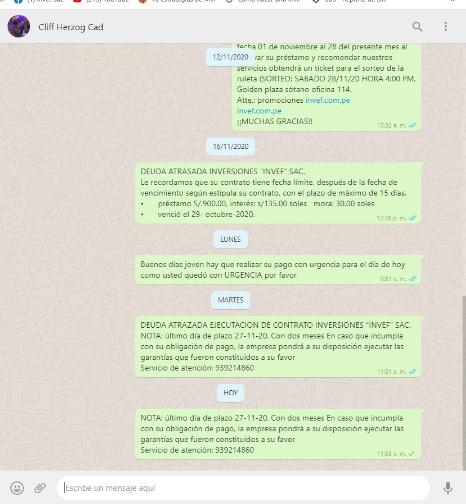 Cliff Herzog Cad
fecha 01 de noviembre al 28 del presente mes al
12/11/2020
var su préstamo y recomendar nuestros
servicios obtendrá un ticket para el sorteo de la
ruleta (SORTEO: SABADO 28/11/20 HORA 4:00 PM,
Golden plaza sótano oficina 114.
Atte.: promociones invef.com.pe
invef.com.pe
¡¡MUCHAS GRACIAS!!
10:32 a. m.
16/11/2020
DEUDA ATRASADA INVERSIONES "INVEF" SAC.
Le recordamos que su contrato tiene fecha límite, después de la fecha de
vencimiento según estipula su contrato, con el plazo de máximo de 15 días.
• préstamo S/.900.00, interés: s/135.00 soles mora: 30.00 soles
• venció el 29- octubre-2020.
12:28 p. m.
LUNES
Buenos días joven hay que realizar su pago con urgencia para el día de hoy
como usted quedó con URGENCIA por favor
9:51 a. m.
MARTES
DEUDA ATRAZADA EJECUTACION DE CONTRATO INVERSIONES "INVEF" SAC.
NOTA: último día de plazo 27-11-20. Con dos meses En caso que incumpla
con su obligación de pago, la empresa pondrá a su disposición ejecutar las
garantías que fueron constituidos a su favor
Servicio de atención: 939214860
11:01 a. m.
HOY
NOTA: último día de plazo 27-11-20. Con dos meses En caso que incumpla
con su obligación de pago, la empresa pondrá a su disposición ejecutar las
garantías que fueron constituidos a su favor
Servicio de atención: 939214860
11:33 a. m.
Escribe un mensaje aquí